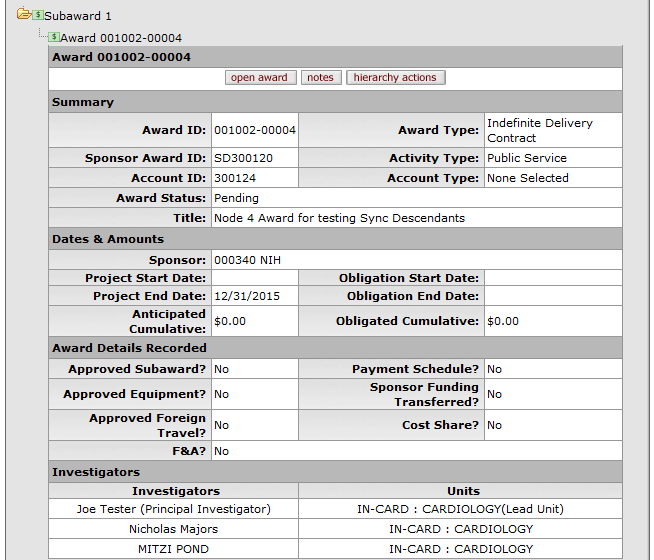 Subaward 1
Award 001002-00004
Award 001002-00004
open award notes hierarchy actions
Summary
Award ID: 001002-00004 Award Type: Indefinite Delivery
Contract
Sponsor Award ID: SD300120 Activity Type: Public Service
Account ID: 300124 Account Type: None Selected
Award Status: Pending
Title: Node 4 Award for testing Sync Descendants
Dates & Amounts
Sponsor: 000340 NIH
Project Start Date: Obligation Start Date:
Project End Date: 12/31/2015 Obligation End Date:
Anticipated
Cumulative: $0.00 Obligated Cumulative: $0.00
Award Details Recorded
Approved Subaward? No Payment Schedule? No
Approved Equipment? No Sponsor Funding
Transferred? No
Approved Foreign
Travel? No Cost Share? No
F&A? No
Investigators
Investigators Units
Joe Tester (Principal Investigator) IN-CARD : CARDIOLOGY(Lead Unit)
Nicholas Majors IN-CARD : CARDIOLOGY
MITZI POND IN-CARD : CARDIOLOGY